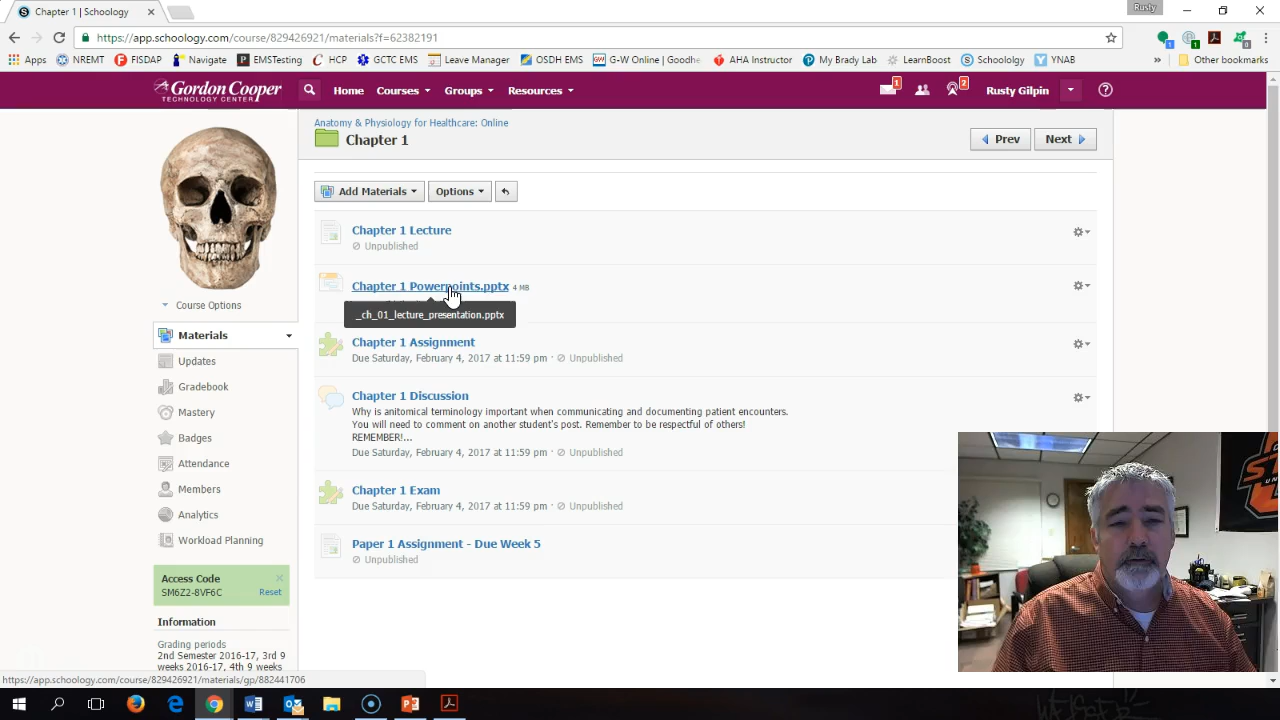 Chapter 1 | Schoology
Rusty
https://app.schoology.com/course/829426921/materials?f=62382191
Apps NREMT FISDAP Navigate EMSTesting HCP GCTC EMS Leave Manager OSDH EMS G-W Online | Goodhe AHA Instructor My Brady Lab LearnBoost Schoololgy YNAB » Other bookmarks
Gordon Cooper
TECHNOLOGY CENTER
Home Courses Groups Resources 1 2 Rusty Gilpin
Anatomy & Physiology for Healthcare: Online
Chapter 1
Prev Next
Add Materials Options
Chapter 1 Lecture
Unpublished
Chapter 1 Powerpoints.pptx 4 MB
_ch_01_lecture_presentation.pptx
Chapter 1 Assignment
Due Saturday, February 4, 2017 at 11:59 pm · Unpublished
Chapter 1 Discussion
Why is anitomical terminology important when communicating and documenting patient encounters.
You will need to comment on another student's post. Remember to be respectful of others!
REMEMBER!...
Due Saturday, February 4, 2017 at 11:59 pm · Unpublished
Chapter 1 Exam
Due Saturday, February 4, 2017 at 11:59 pm · Unpublished
Paper 1 Assignment - Due Week 5
Unpublished
Course Options
Materials
Updates
Gradebook
Mastery
Badges
Attendance
Members
Analytics
Workload Planning
Access Code
SM6Z2-8VF6C Reset
Information
Grading periods
2nd Semester 2016-17, 3rd 9
weeks 2016-17, 4th 9 weeks
https://app.schoology.com/course/829426921/materials/gp/882441706